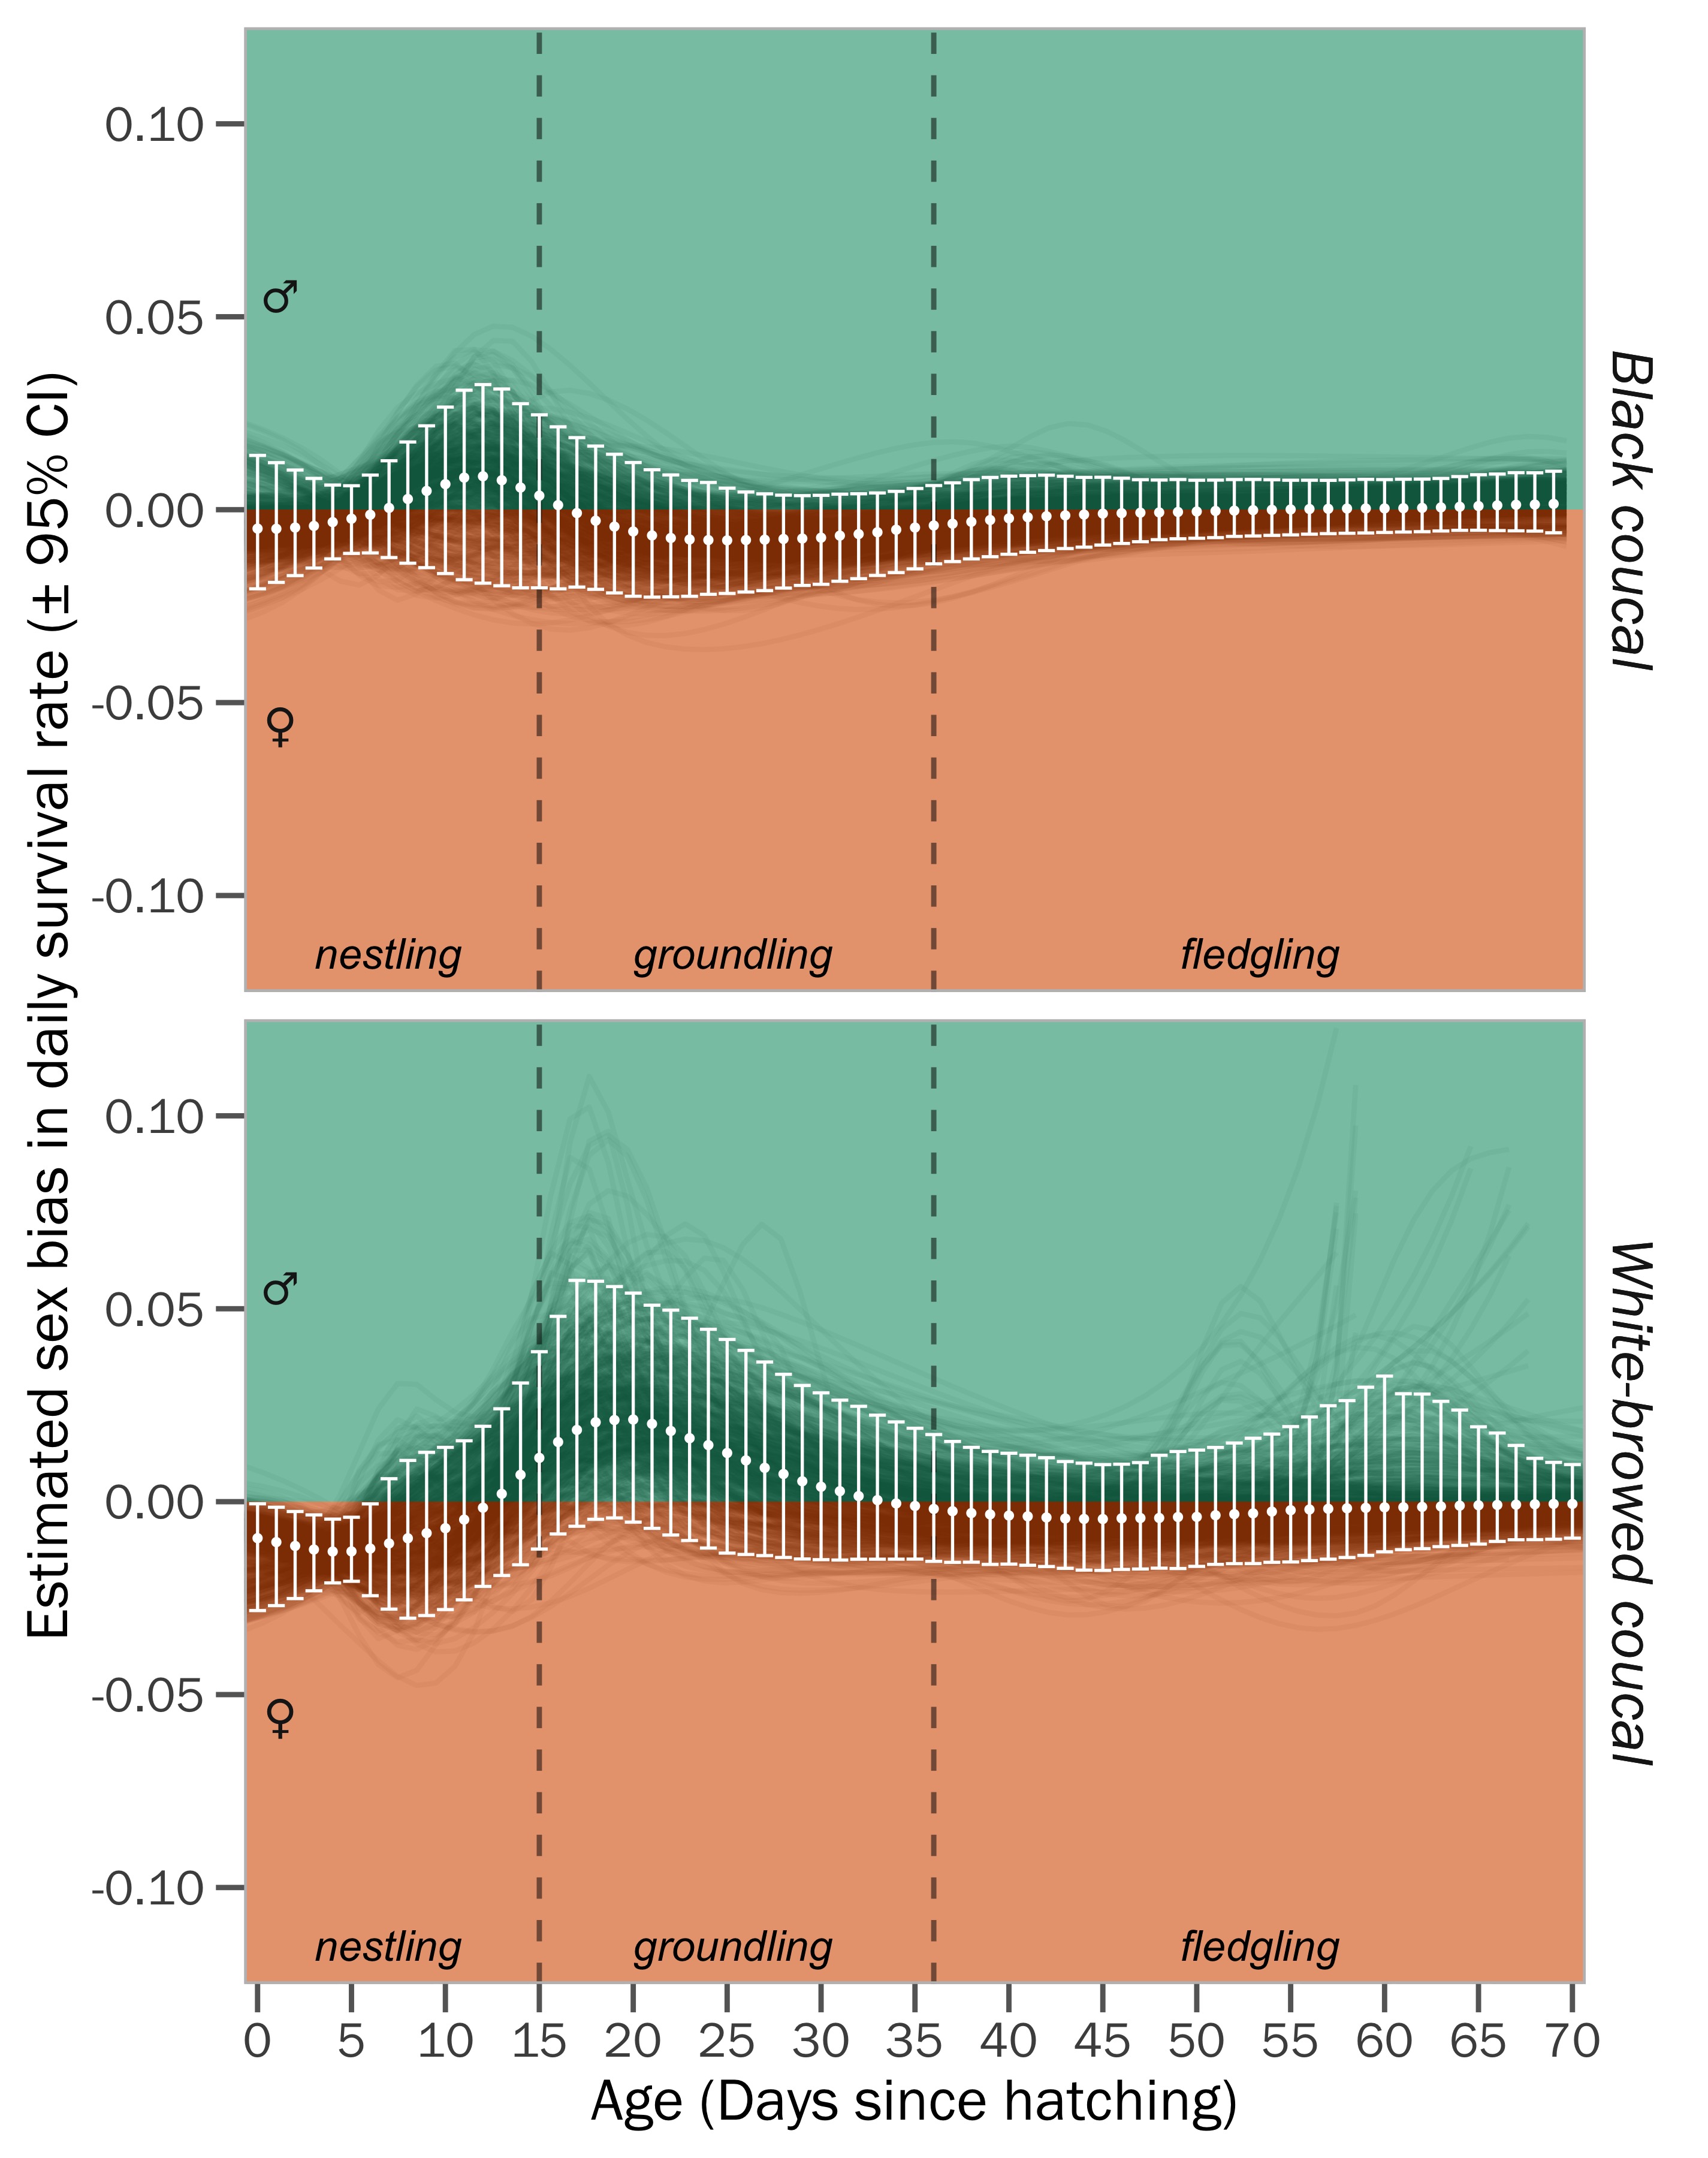 Estimated sex bias in daily survival rate (± 95% CI)
0.10
0.05
0.00
-0.05
-0.10
♂
♀
nestling groundling fledgling
Black coucal
0.10
0.05
0.00
-0.05
-0.10
♂
♀
nestling groundling fledgling
White-browed coucal
0 5 10 15 20 25 30 35 40 45 50 55 60 65 70
Age (Days since hatching)